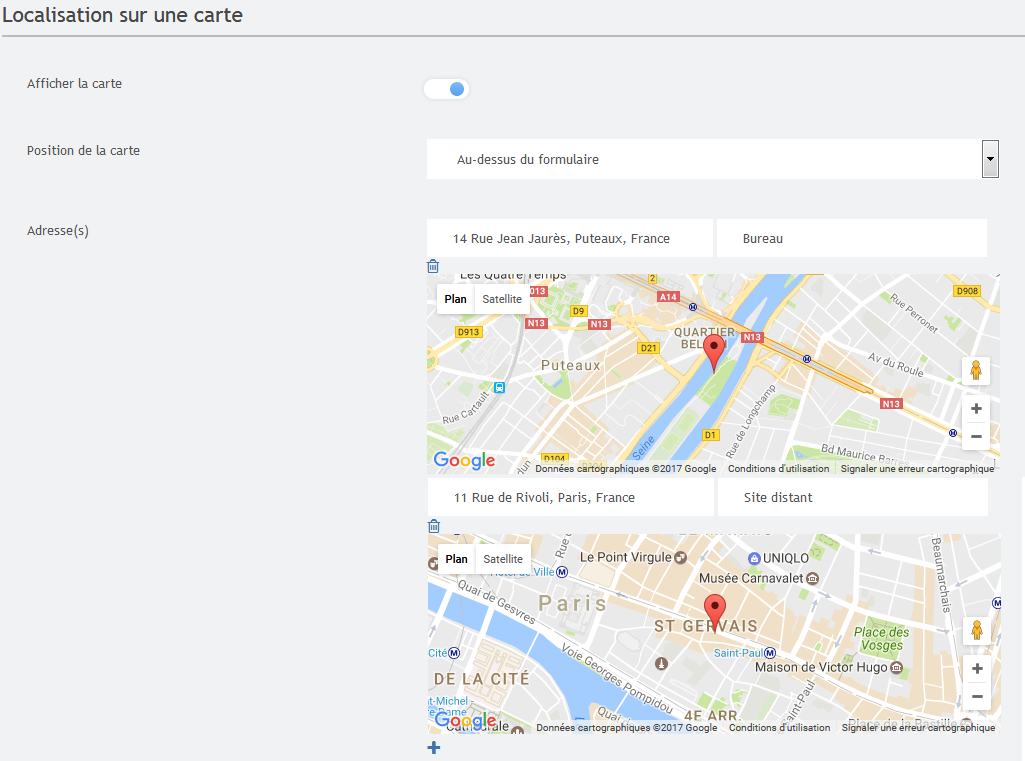 Localisation sur une carte
Afficher la carte
Position de la carte
Au-dessus du formulaire
Adresse(s)
14 Rue Jean Jaurès, Puteaux, France
Bureau
Les Quatre Temps
Plan
Satellite
013
2
A14
D908
D9
N13
N13
D913
QUARTIER
N13
D21
Rue Perronet
Puteaux
Av du Roule
Rue Cartault
Rue de Longchamp
N13
D1
Seine
Bd Maurice Barrès
D104
Google
Données cartographiques ©2017 Google
Conditions d'utilisation
Signaler une erreur cartographique
11 Rue de Rivoli, Paris, France
Site distant
Plan
Satellite
Rue
Le Point Virgule
UNIQLO
Hôtel de Ville
Musée Carnavalet
Beaumarchais
Quai de Gesvres
Paris
ST GERVAIS
Place des
Vosges
Cité
Saint-Paul
Voie Georges Pompidou
Maison de Victor Hugo
DE LA CITÉ
t-Michel -
Saint-Paul
Quai
4E ARR.
Place de la Bastille
Google
Cathédrale
Données cartographiques ©2017 Google
Conditions d'utilisation
Signaler une erreur cartographique